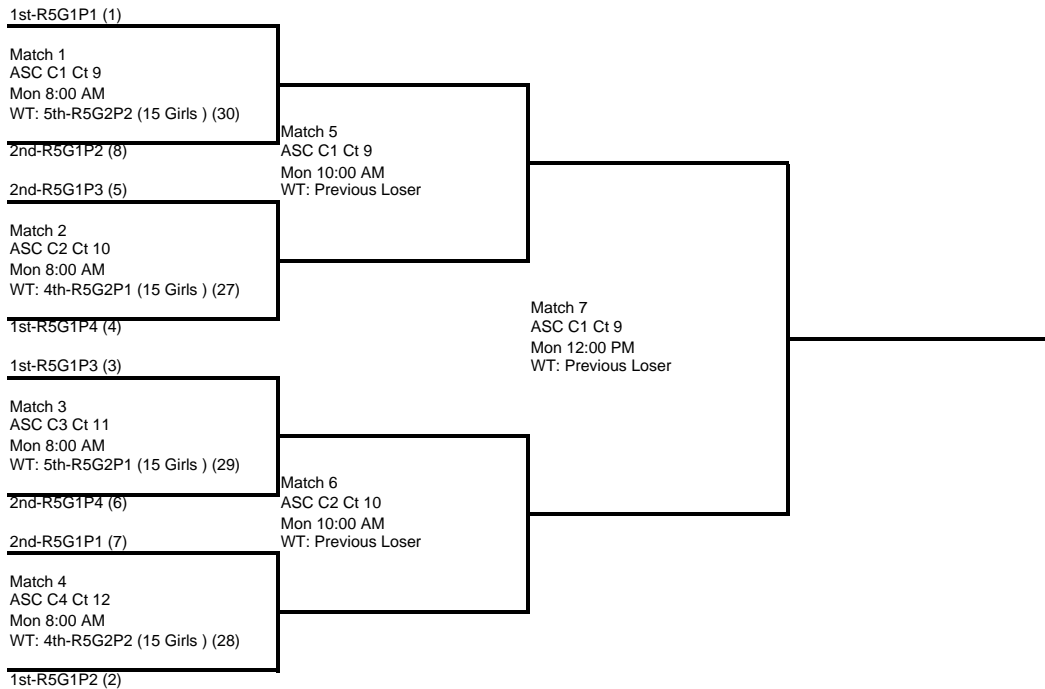 1st-R5G1P1 (1)
Match 1
ASC C1 Ct 9
Mon 8:00 AM
WT: 5th-R5G2P2 (15 Girls ) (30)
2nd-R5G1P2 (8)
Match 5
ASC C1 Ct 9
Mon 10:00 AM
WT: Previous Loser
2nd-R5G1P3 (5)
Match 2
ASC C2 Ct 10
Mon 8:00 AM
WT: 4th-R5G2P1 (15 Girls ) (27)
1st-R5G1P4 (4)
Match 7
ASC C1 Ct 9
Mon 12:00 PM
WT: Previous Loser
1st-R5G1P3 (3)
Match 3
ASC C3 Ct 11
Mon 8:00 AM
WT: 5th-R5G2P1 (15 Girls ) (29)
2nd-R5G1P4 (6)
Match 6
ASC C2 Ct 10
Mon 10:00 AM
WT: Previous Loser
2nd-R5G1P1 (7)
Match 4
ASC C4 Ct 12
Mon 8:00 AM
WT: 4th-R5G2P2 (15 Girls ) (28)
1st-R5G1P2 (2)